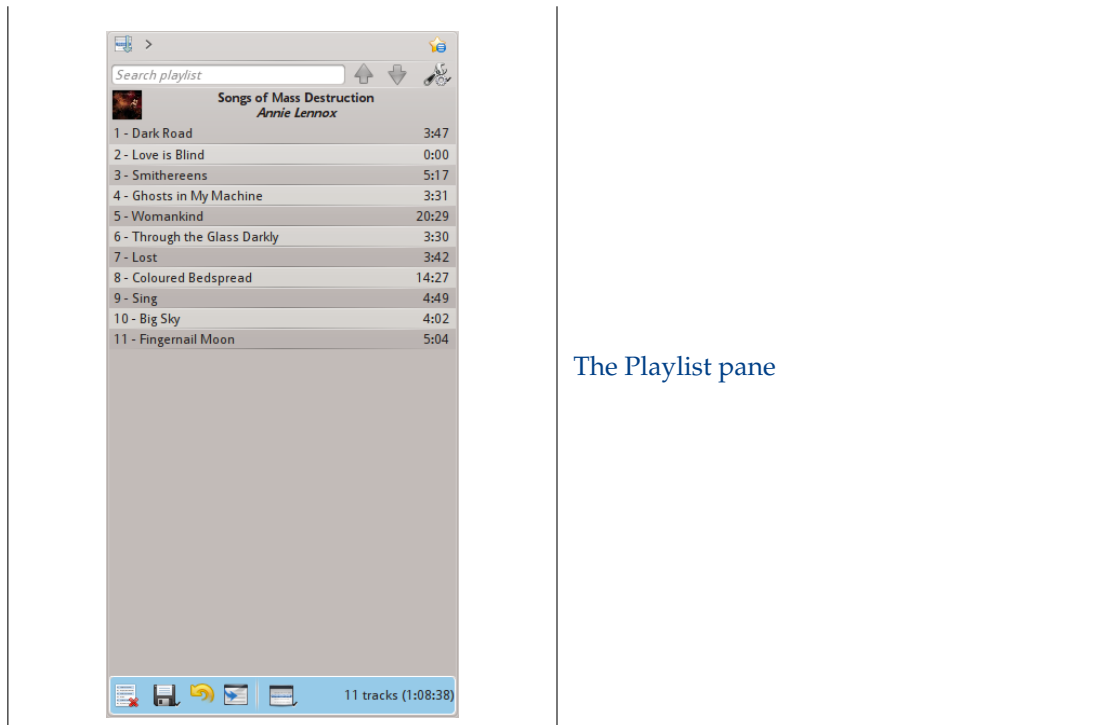 >
Search playlist
Songs of Mass Destruction
Annie Lennox
1 - Dark Road 3:47
2 - Love is Blind 0:00
3 - Smithereens 5:17
4 - Ghosts in My Machine 3:31
5 - Womankind 20:29
6 - Through the Glass Darkly 3:30
7 - Lost 3:42
8 - Coloured Bedspread 14:27
9 - Sing 4:49
10 - Big Sky 4:02
11 - Fingernail Moon 5:04
11 tracks (1:08:38)
The Playlist pane